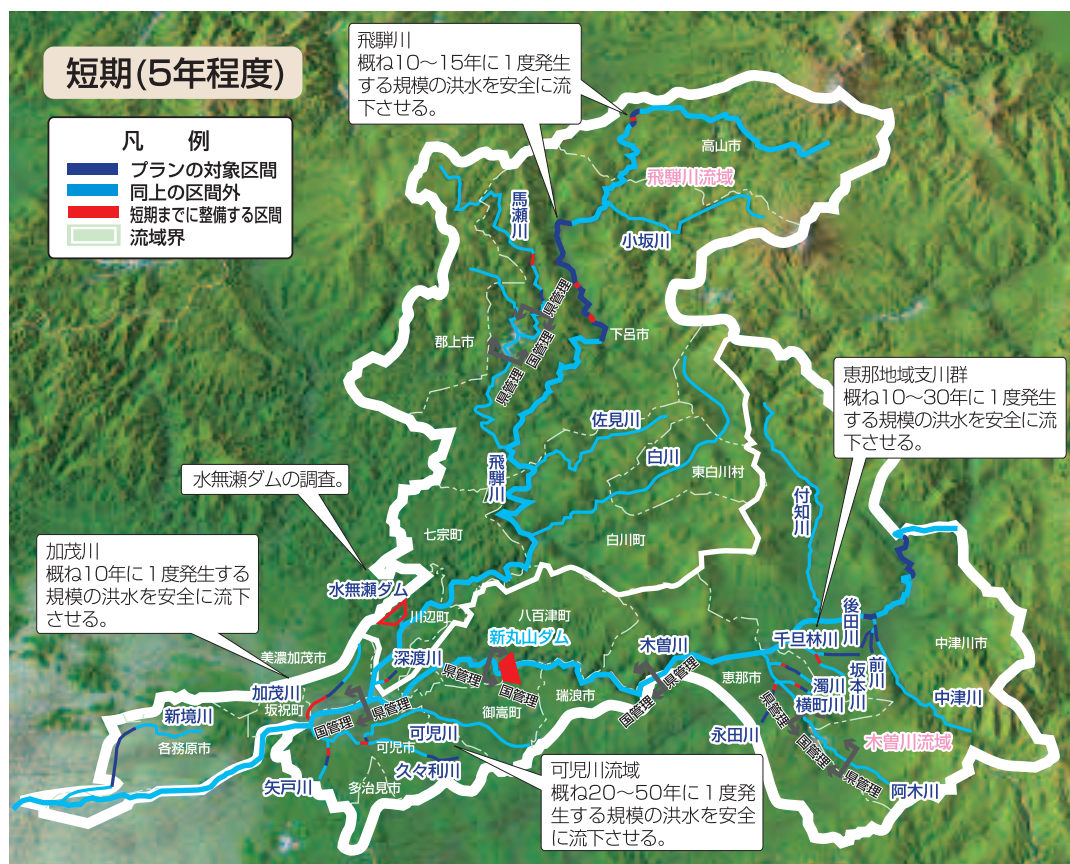 短期(5年程度)
凡　例
プランの対象区間
同上の区間外
短期までに整備する区間
流域界
飛騨川
概ね10～15年に１度発生
する規模の洪水を安全に流
下させる。
高山市
飛騨川流域
馬瀬川
小坂川
県管理
国管理
県管理
郡上市
下呂市
恵那地域支川群
概ね10～30年に１度発生
する規模の洪水を安全に流
下させる。
佐見川
白川
東白川村
飛騨川
付知川
水無瀬ダムの調査。
七宗町
白川町
加茂川
概ね10年に１度発生する
規模の洪水を安全に流下
させる。
水無瀬ダム
川辺町
八百津町
新丸山ダム
木曽川
千旦林川
後田川
中津川市
美濃加茂市
深渡川
県管理
国管理
瑞浪市
国管理
県管理
恵那市
濁川
横町川
坂本川
前川
中津川
加茂川
坂祝町
新境川
各務原市
国管理
県管理
御嵩町
可児川
可児市
久々利川
矢戸川
多治見市
永田川
県管理
国管理
県管理
木曽川流域
阿木川
可児川流域
概ね20～50年に１度発
生する規模の洪水を安全
に流下させる。